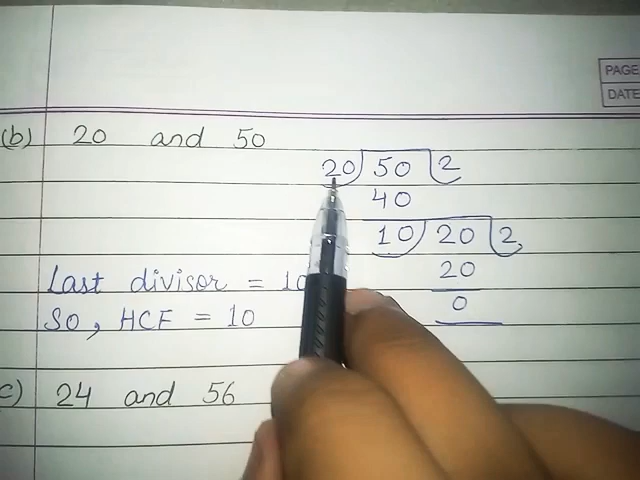 PAGE
DATE
(b) 20 and 50
20) 50 (2
40
10) 20 (2
20
0
Last divisor = 10
So, HCF = 10
c) 24 and 56